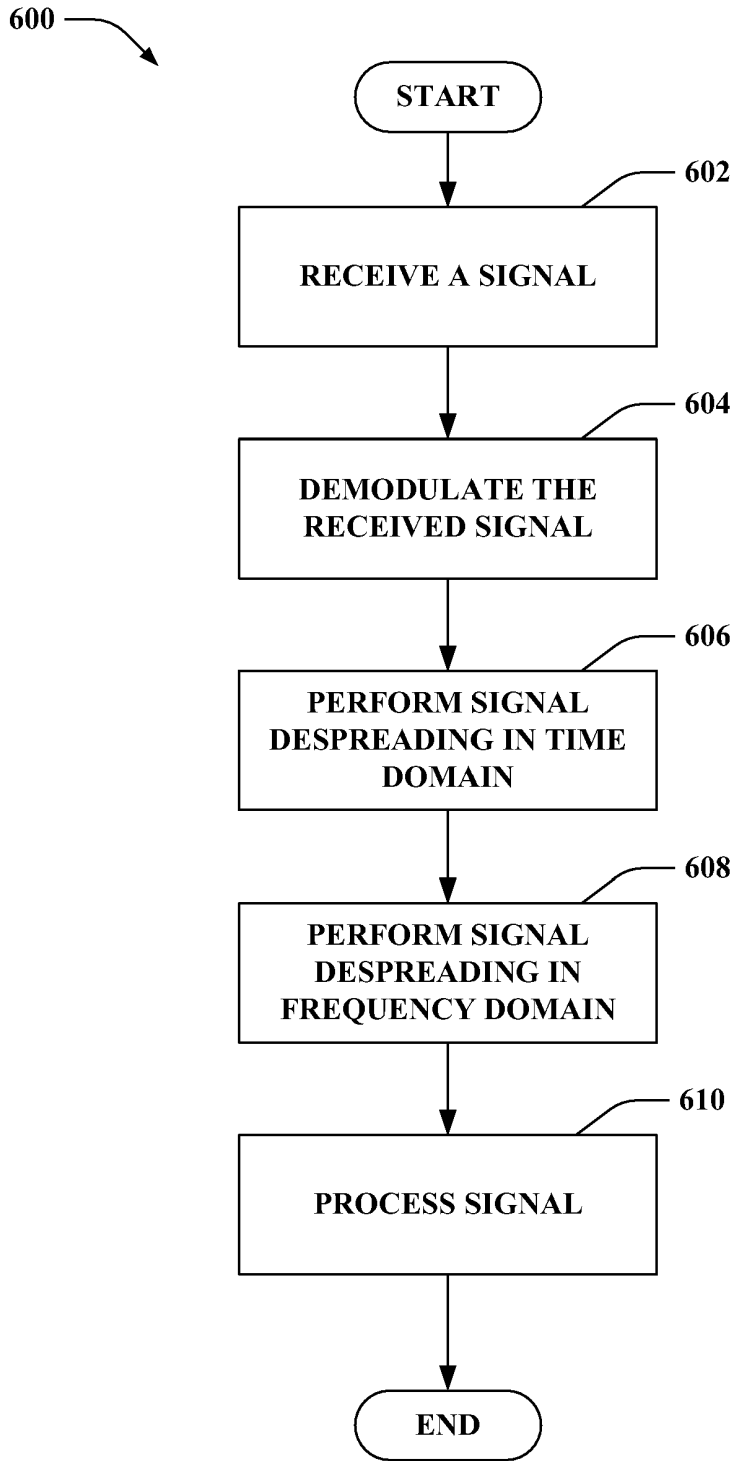 600
START
602
RECEIVE A SIGNAL
604
DEMODULATE THE
RECEIVED SIGNAL
606
PERFORM SIGNAL
DESPREADING IN TIME
DOMAIN
608
PERFORM SIGNAL
DESPREADING IN
FREQUENCY DOMAIN
610
PROCESS SIGNAL
END